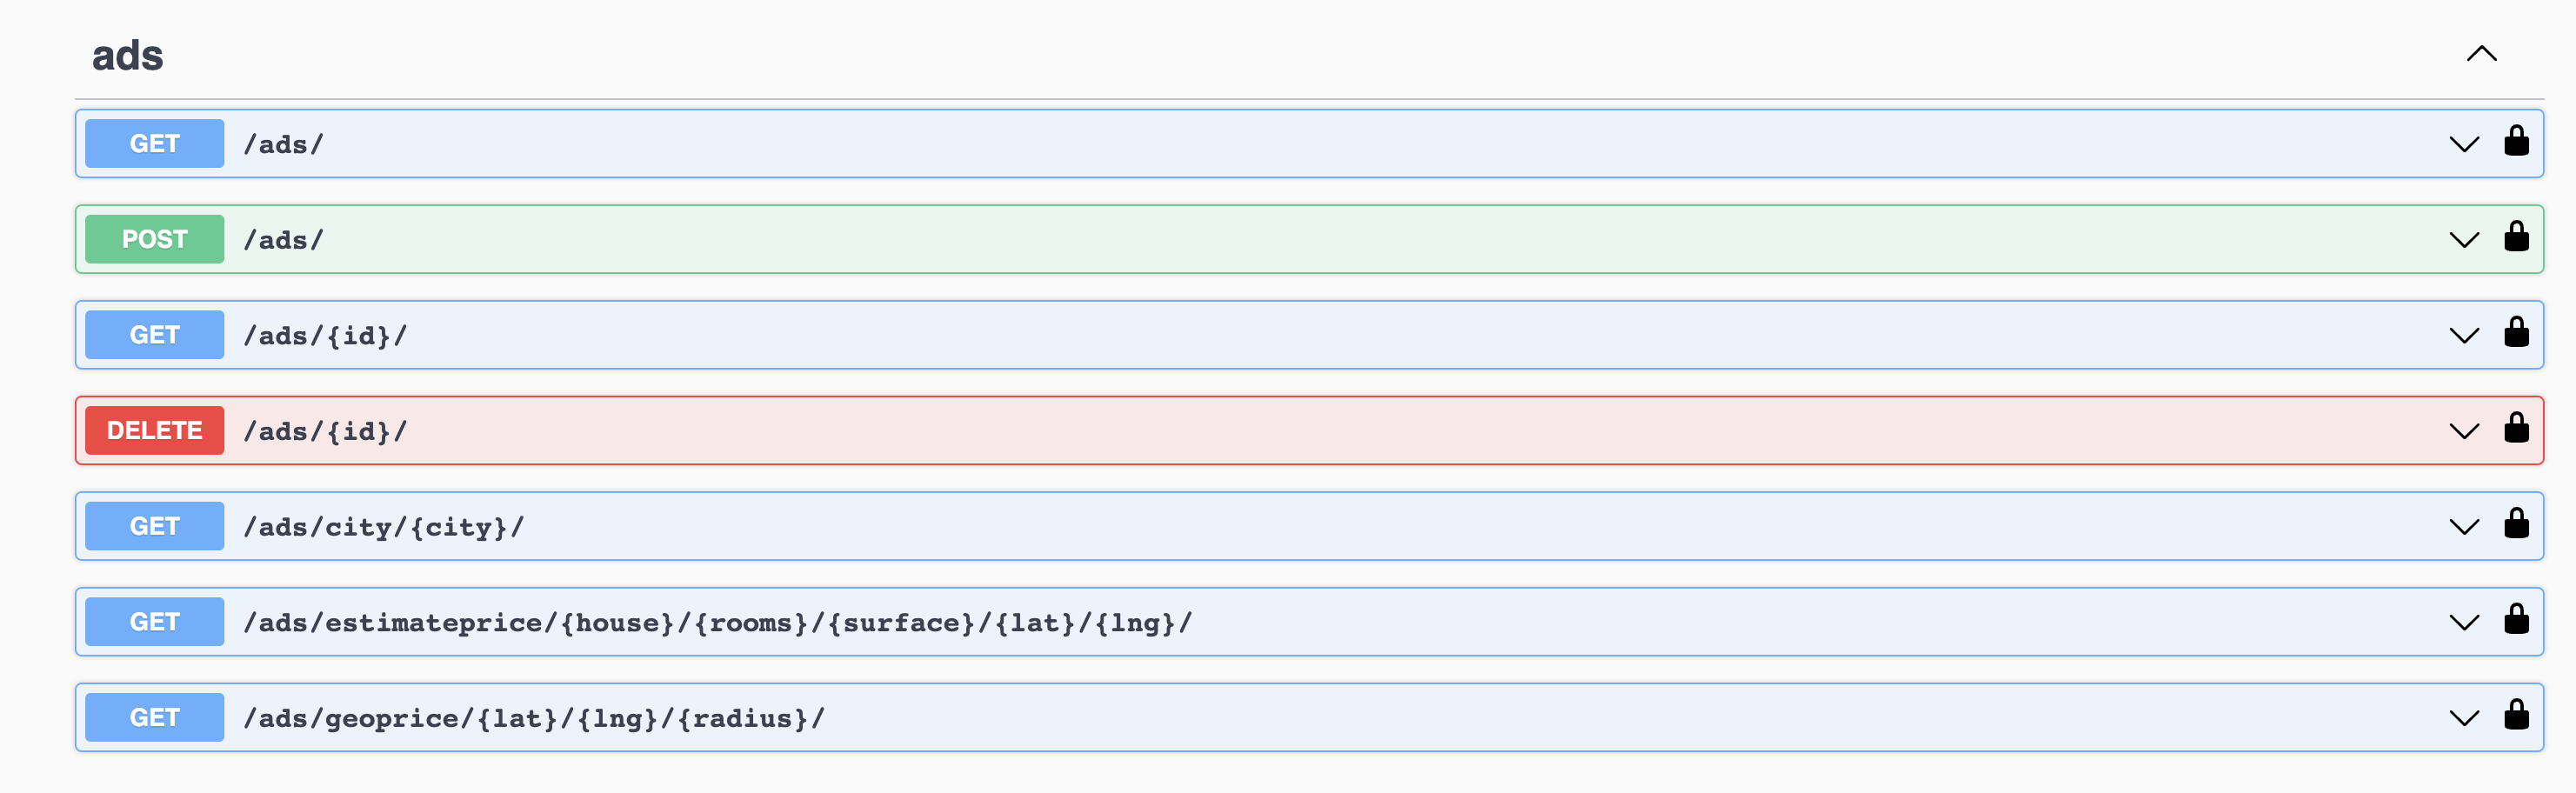 ads
GET /ads/
POST /ads/
GET /ads/{id}/
DELETE /ads/{id}/
GET /ads/city/{city}/
GET /ads/estimateprice/{house}/{rooms}/{surface}/{lat}/{lng}/
GET /ads/geoprice/{lat}/{lng}/{radius}/